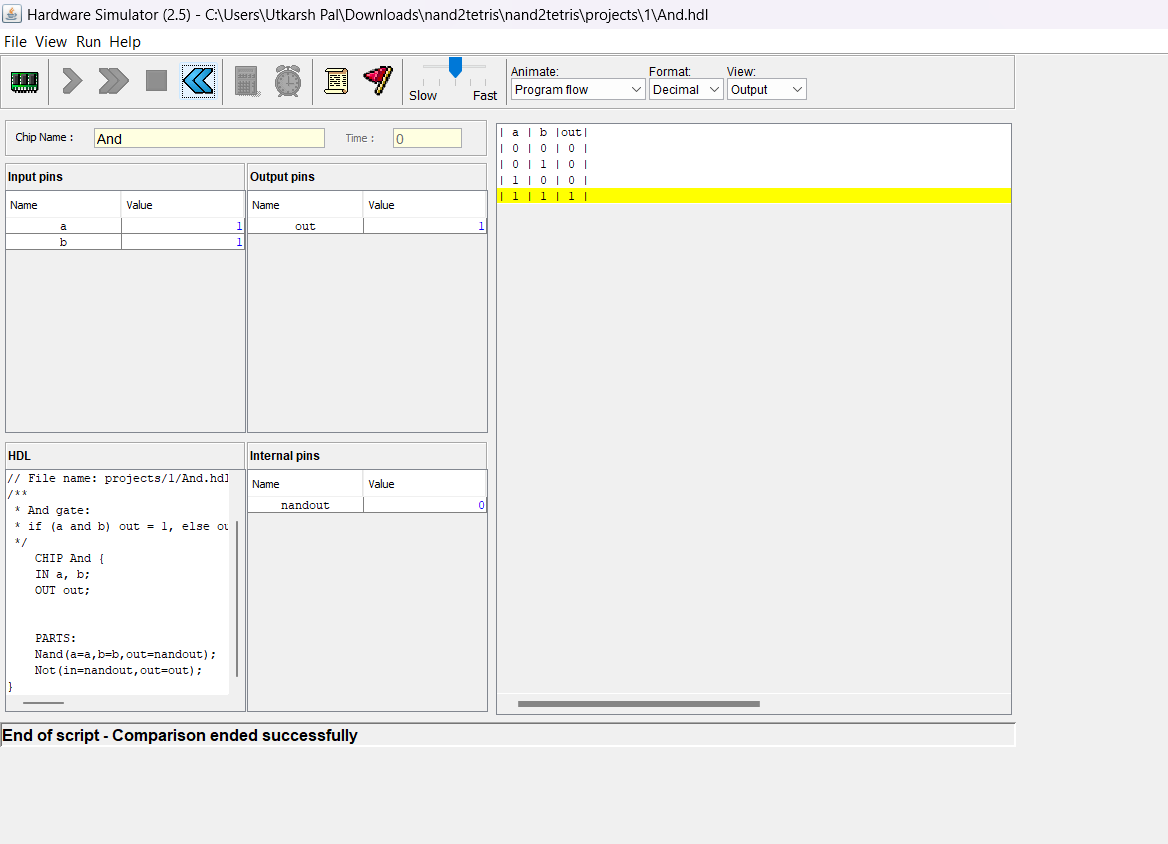 Hardware Simulator (2.5) - C:\Users\Utkarsh Pal\Downloads\nand2tetris\nand2tetris\projects\1\And.hdl
File View Run Help
Slow Fast
Animate: Format: View:
Program flow Decimal Output
Chip Name : And Time : 0
Input pins
Name Value
a 1
b 1
Output pins
Name Value
out 1
HDL
// File name: projects/1/And.hdl
/**
* And gate:
* if (a and b) out = 1, else ou
*/
CHIP And {
IN a, b;
OUT out;
PARTS:
Nand(a=a,b=b,out=nandout);
Not(in=nandout,out=out);
}
Internal pins
Name Value
nandout 0
| a | b |out|
| 0 | 0 | 0 |
| 0 | 1 | 0 |
| 1 | 0 | 0 |
| 1 | 1 | 1 |
End of script - Comparison ended successfully